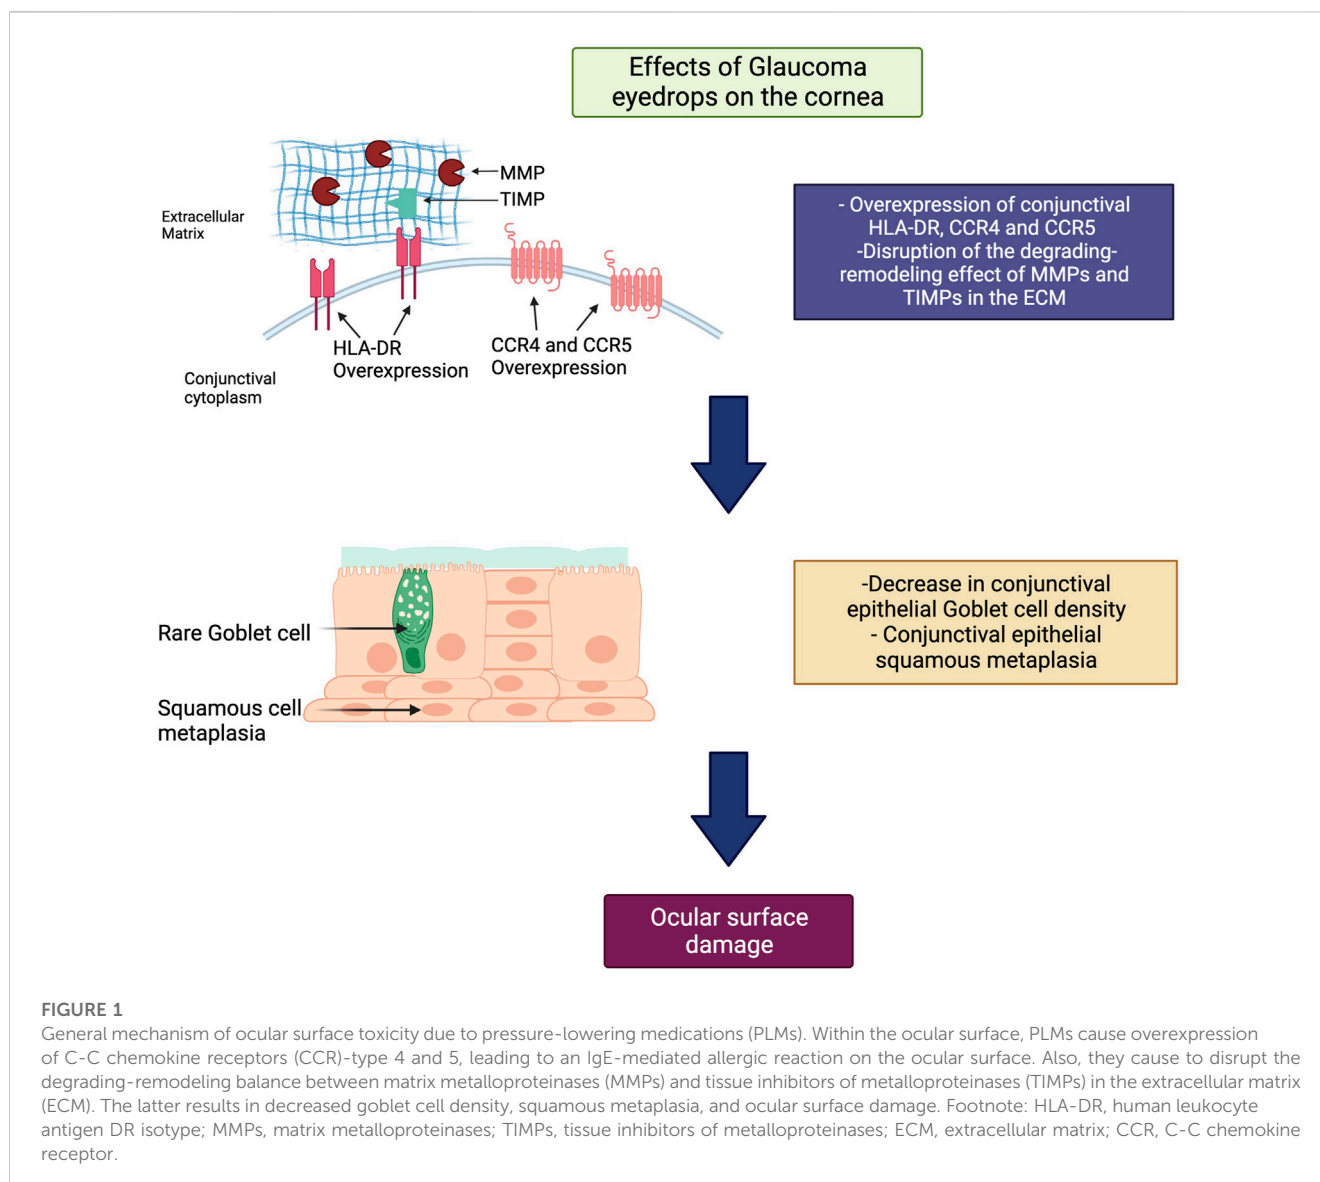 Effects of Glaucoma
eyedrops on the cornea
MMP
TIMP
Extracellular
Matrix
- Overexpression of conjunctival
HLA-DR, CCR4 and CCR5
-Disruption of the degrading-
remodeling effect of MMPs and
TIMPs in the ECM
HLA-DR
Overexpression
CCR4 and CCR5
Overexpression
Conjunctival
cytoplasm
Rare Goblet cell
Squamous cell
metaplasia
-Decrease in conjunctival
epithelial Goblet cell density
- Conjunctival epithelial
squamous metaplasia
Ocular surface
damage
FIGURE 1
General mechanism of ocular surface toxicity due to pressure-lowering medications (PLMs). Within the ocular surface, PLMs cause overexpression
of C-C chemokine receptors (CCR)-type 4 and 5, leading to an IgE-mediated allergic reaction on the ocular surface. Also, they cause to disrupt the
degrading-remodeling balance between matrix metalloproteinases (MMPs) and tissue inhibitors of metalloproteinases (TIMPs) in the extracellular matrix
(ECM). The latter results in decreased goblet cell density, squamous metaplasia, and ocular surface damage. Footnote: HLA-DR, human leukocyte
antigen DR isotype; MMPs, matrix metalloproteinases; TIMPs, tissue inhibitors of metalloproteinases; ECM, extracellular matrix; CCR, C-C chemokine
receptor.